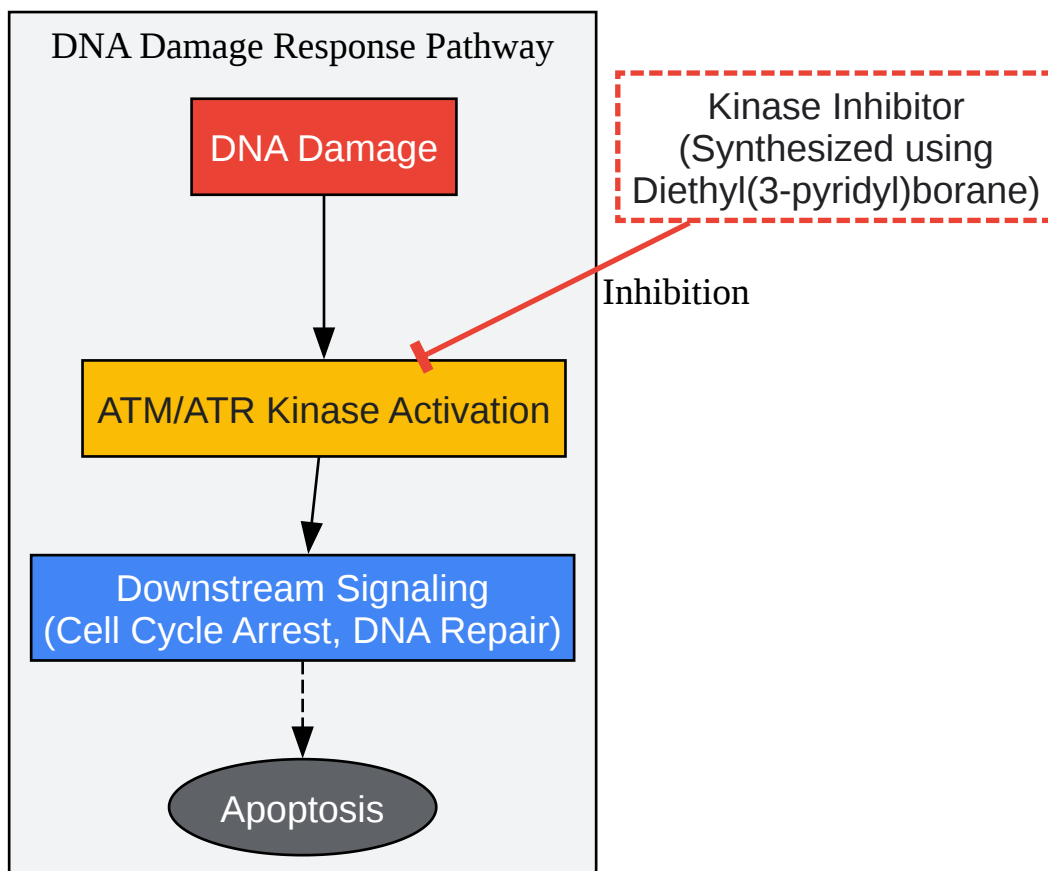 DNA Damage Response Pathway
DNA Damage
Kinase Inhibitor
(Synthesized using
Diethyl(3-pyridyl)borane)
Inhibition
ATM/ATR Kinase Activation
Downstream Signaling
(Cell Cycle Arrest, DNA Repair)
Apoptosis